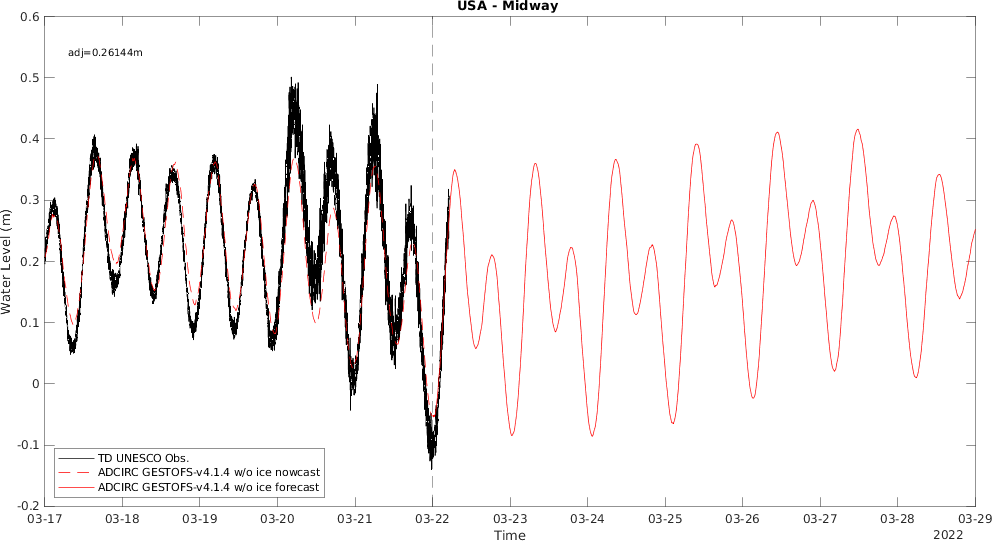 USA - Midway
adj=0.26144m
Water Level (m)
0.6
0.5
0.4
0.3
0.2
0.1
0
-0.1
-0.2
TD UNESCO Obs.
ADCIRC GESTOFS-v4.1.4 w/o ice nowcast
ADCIRC GESTOFS-v4.1.4 w/o ice forecast
03-17 03-18 03-19 03-20 03-21 03-22 03-23 03-24 03-25 03-26 03-27 03-28 03-29
Time
2022